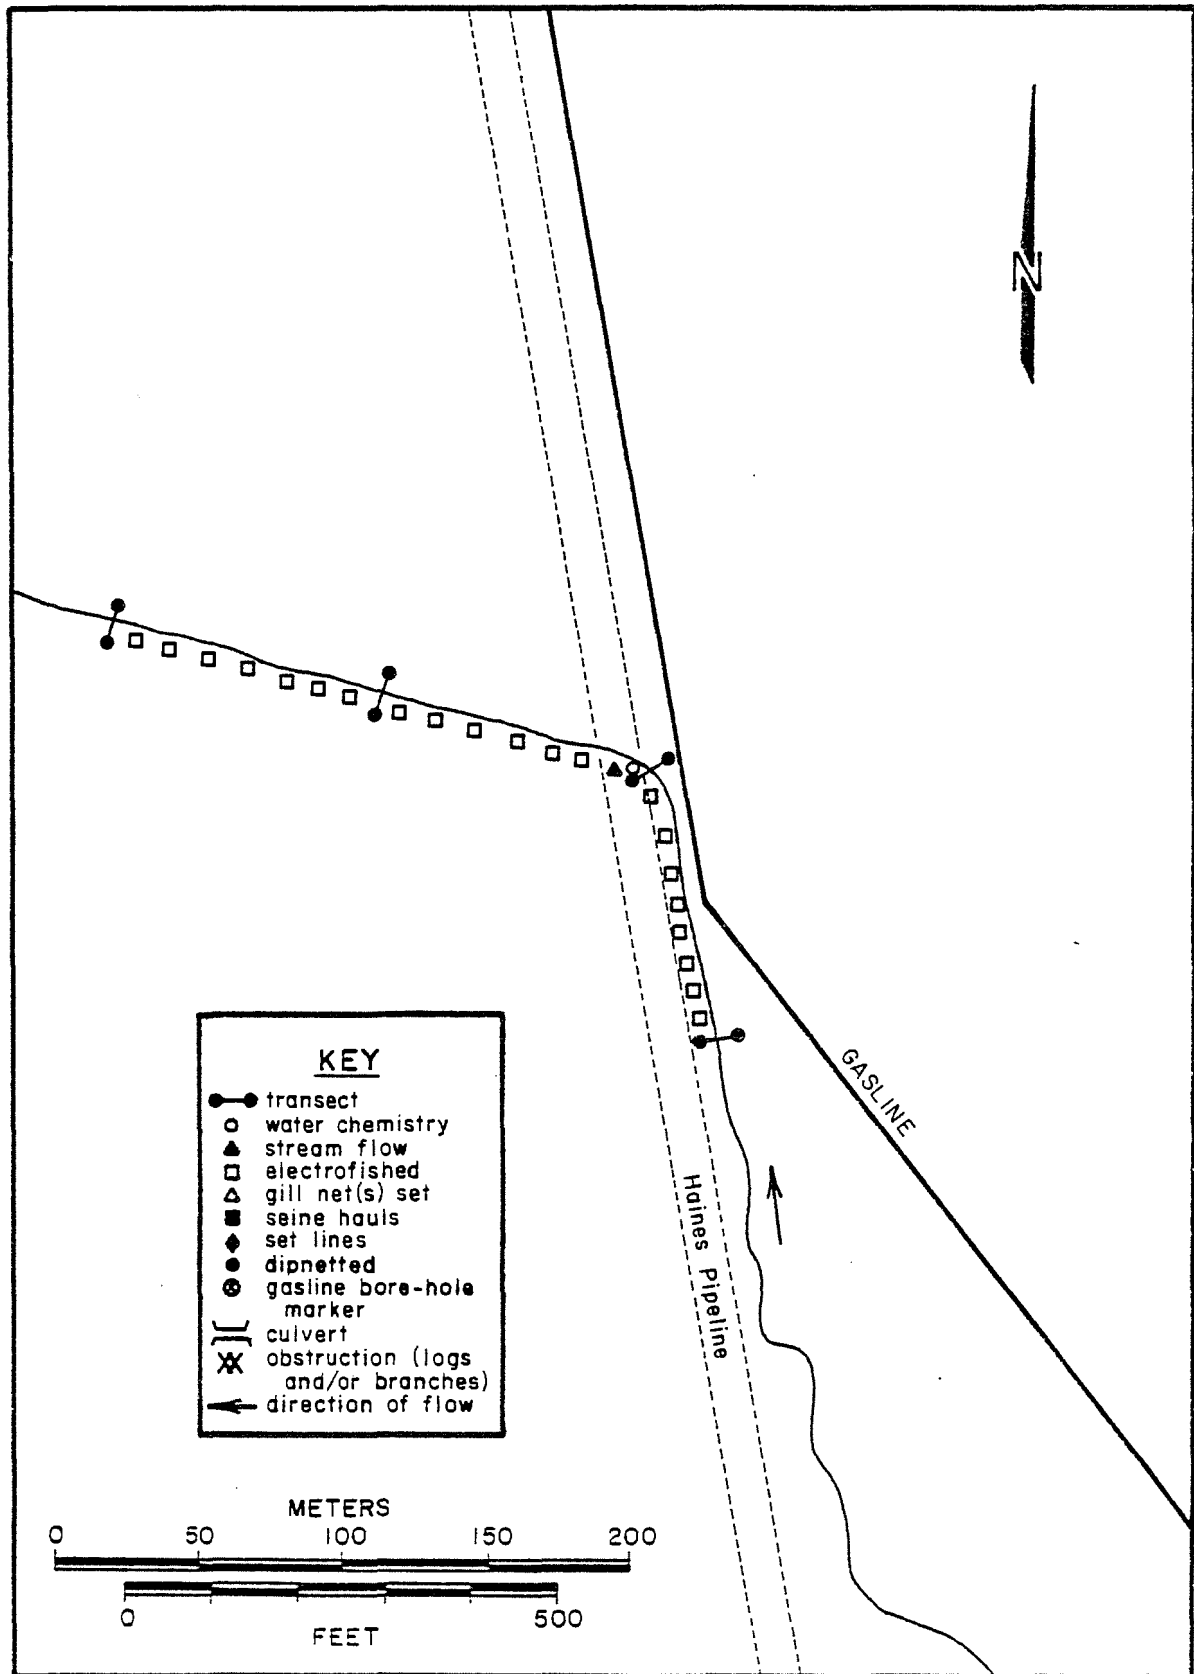 N
GASLINE
Haines Pipeline
KEY
transect
water chemistry
stream flow
electrofished
gill net(s) set
seine hauls
set lines
dipnetted
gasline bore-hole
marker
culvert
obstruction (logs
and/or branches)
direction of flow
METERS
0 50 100 150 200
0 500
FEET